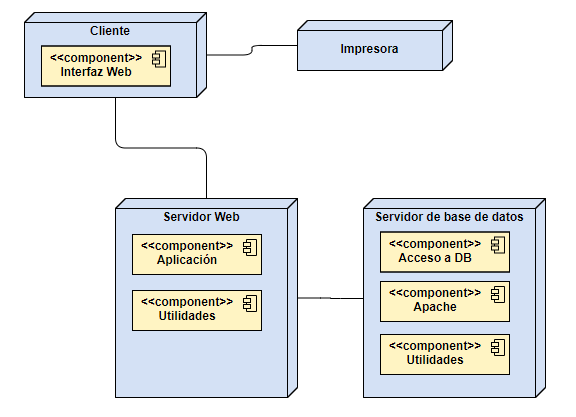 Cliente
<<component>>
Interfaz Web
Impresora
Servidor Web
<<component>>
Aplicación
<<component>>
Utilidades
Servidor de base de datos
<<component>>
Acceso a DB
<<component>>
Apache
<<component>>
Utilidades